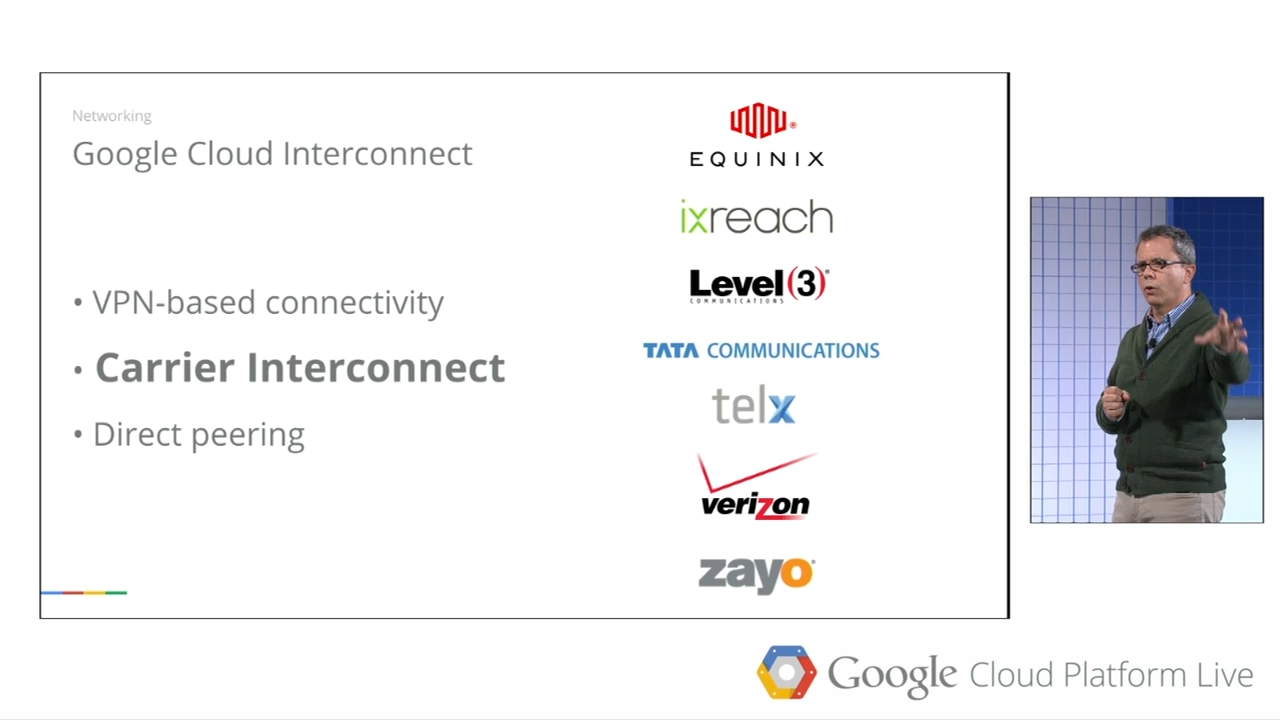 Networking
Google Cloud Interconnect
• VPN-based connectivity
• Carrier Interconnect
• Direct peering
EQUINIX
ixreach
Level(3)
COMMUNICATIONS
TATA COMMUNICATIONS
telx
verizon
zayo
Google Cloud Platform Live